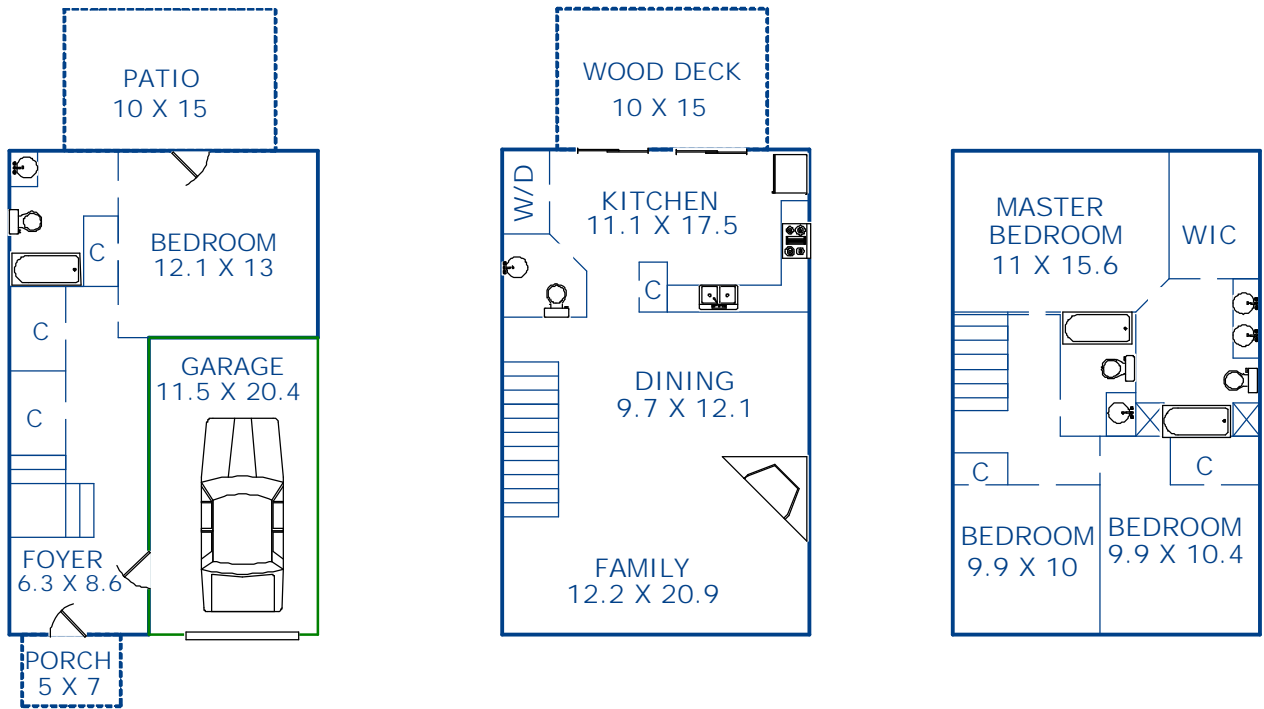 PATIO
10 X 15
C
BEDROOM
12.1 X 13
C
GARAGE
11.5 X 20.4
C
FOYER
6.3 X 8.6
PORCH
5 X 7
WOOD DECK
10 X 15
W/D
KITCHEN
11.1 X 17.5
C
DINING
9.7 X 12.1
FAMILY
12.2 X 20.9
MASTER
BEDROOM
11 X 15.6
WIC
C
C
BEDROOM
9.9 X 10
BEDROOM
9.9 X 10.4